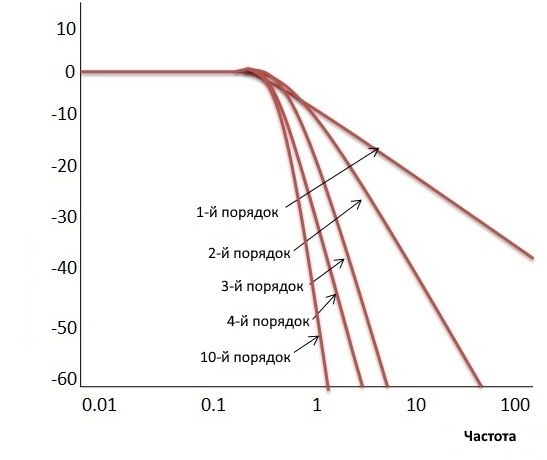 10
0
-10
-20
-30
-40
-50
-60
1-й порядок
2-й порядок
3-й порядок
4-й порядок
10-й порядок
0.01 0.1 1 10 100
Частота